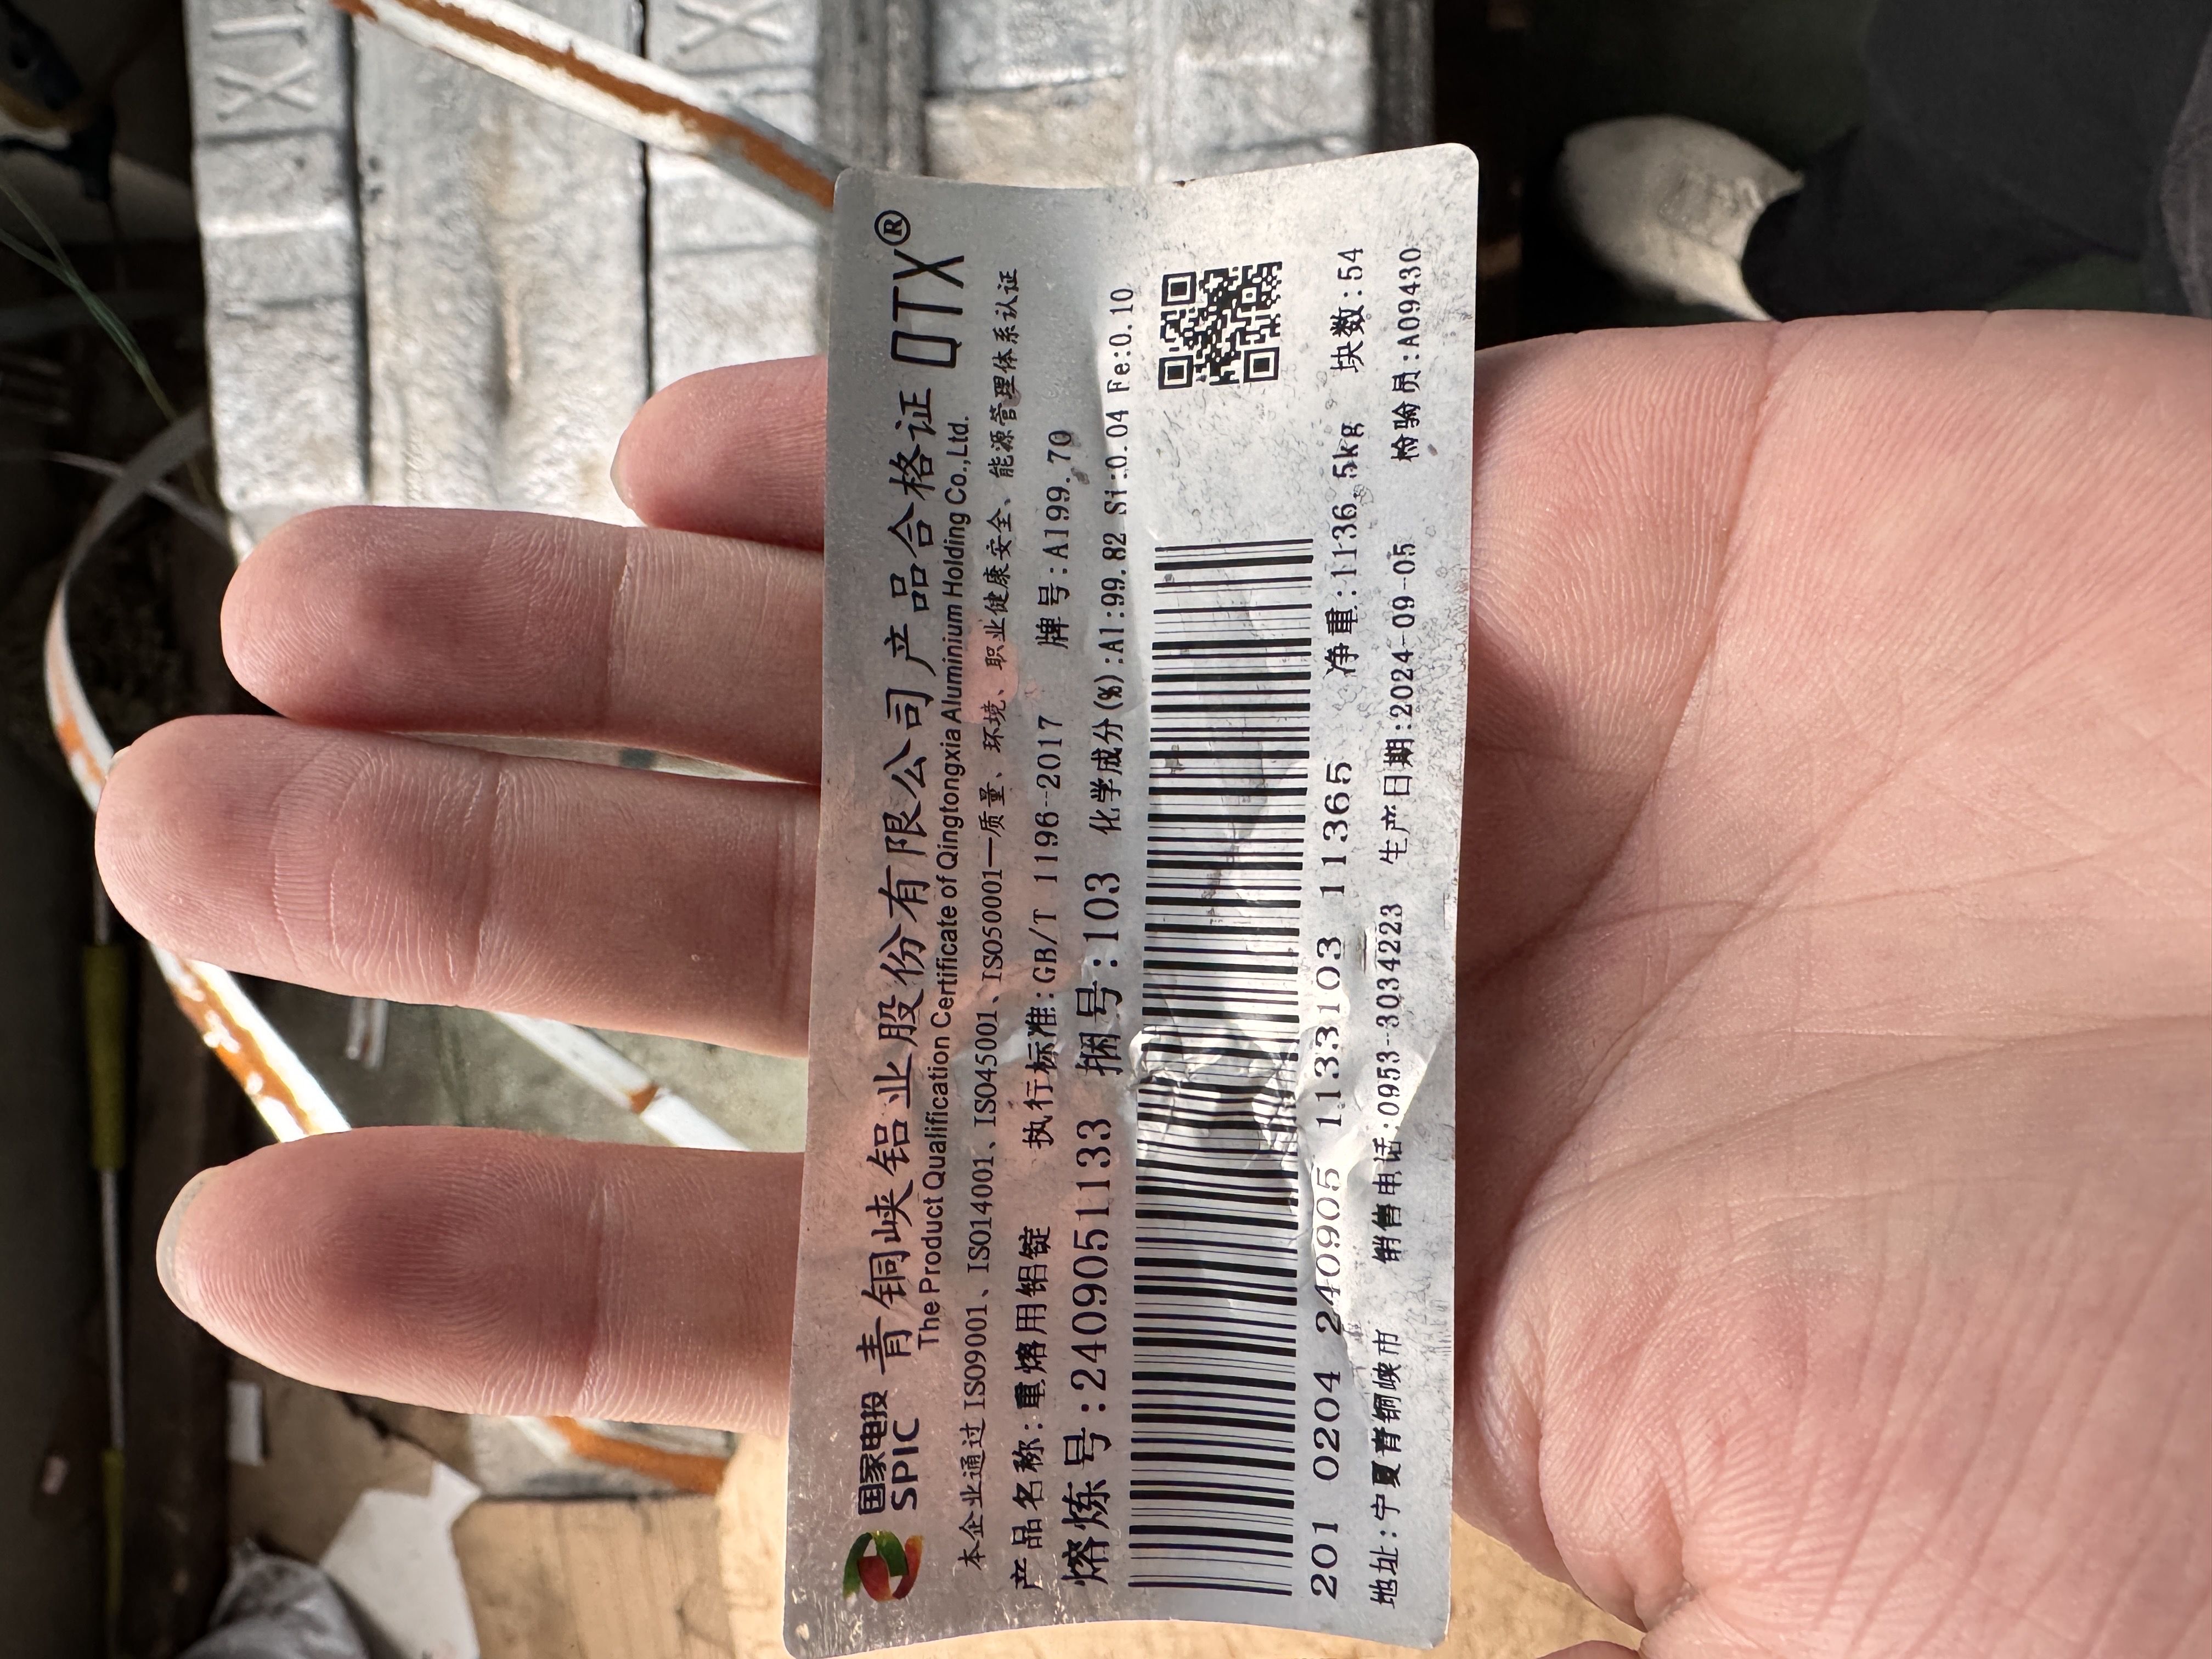 国家电投
SPIC
青铜峡铝业股份有限公司产品合格证 QTX®
The Product Qualification Certificate of Qingtongxia Aluminium Holding Co.,Ltd.
本企业通过 ISO9001、ISO14001、ISO45001、ISO50001—质量、环境、职业健康安全、能源管理体系认证
产品名称:重熔用铝锭 执行标准:GB/T 1196-2017 牌号:Al99.70
熔炼号:2409051133 捆号:103 化学成分(%):Al:99.82 Si:0.04 Fe:0.10
201 0204 240905 1133103 11365 净重:1136.5kg 块数:54
地址:宁夏青铜峡市 销售电话:0953-3034223 生产日期:2024-09-05 检验员:A09430